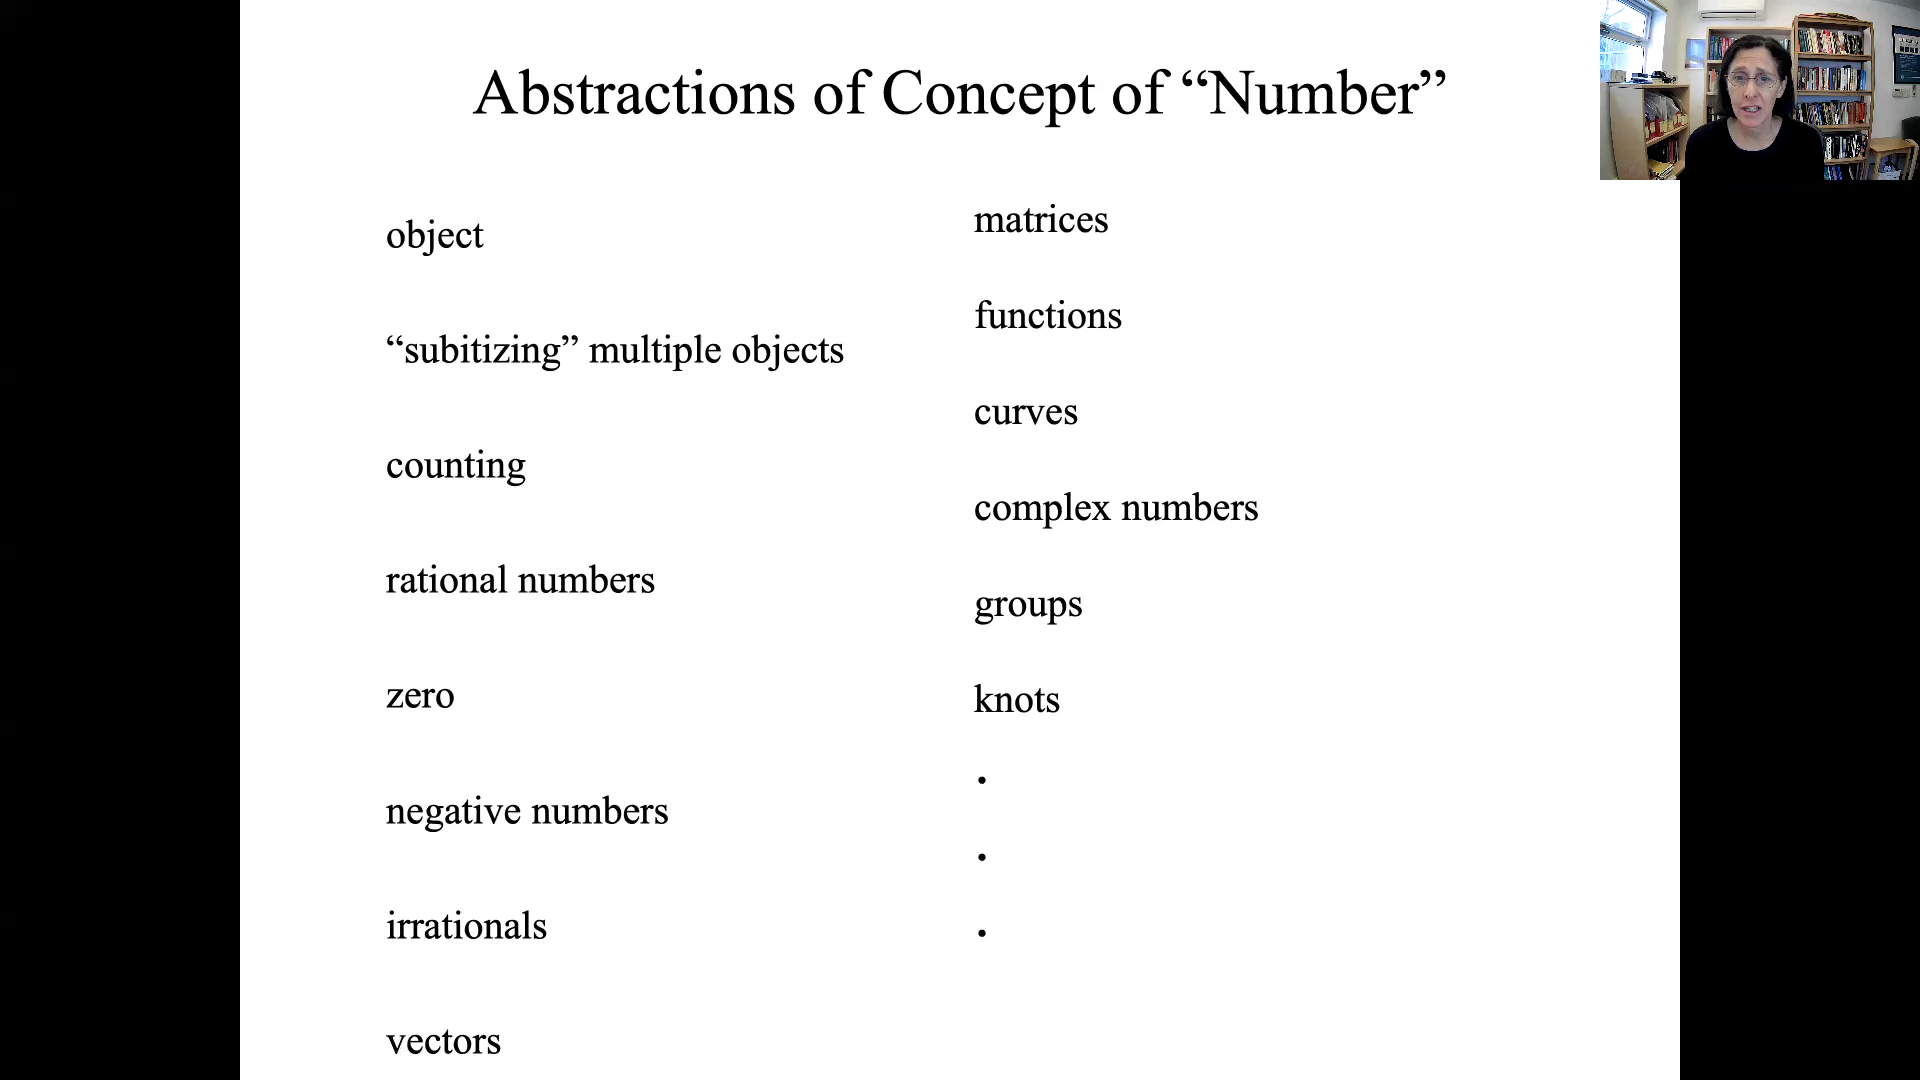 Abstractions of Concept of “Number”
object
“subitizing” multiple objects
counting
rational numbers
zero
negative numbers
irrationals
vectors
matrices
functions
curves
complex numbers
groups
knots
.
.
.